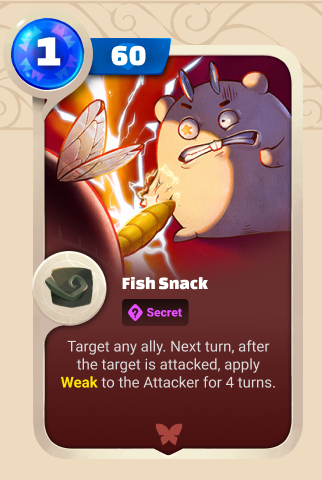 1
60
Fish Snack
Secret
Target any ally. Next turn, after
the target is attacked, apply
Weak to the Attacker for 4 turns.